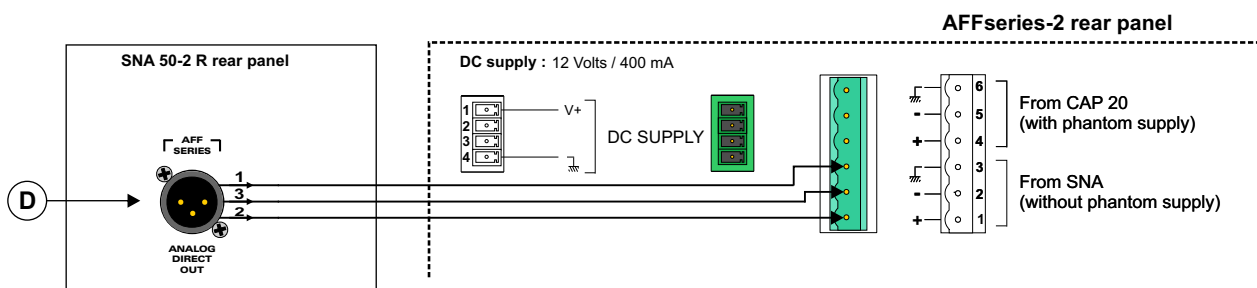 AFFseries-2 rear panel
SNA 50-2 R rear panel
DC supply : 12 Volts / 400 mA
AFF
SERIES
D
1
3
2
ANALOG
DIRECT
OUT
1
2
3
4
V+
DC SUPPLY
6
5
4
3
2
1
-
+
-
+
From CAP 20
(with phantom supply)
From SNA
(without phantom supply)